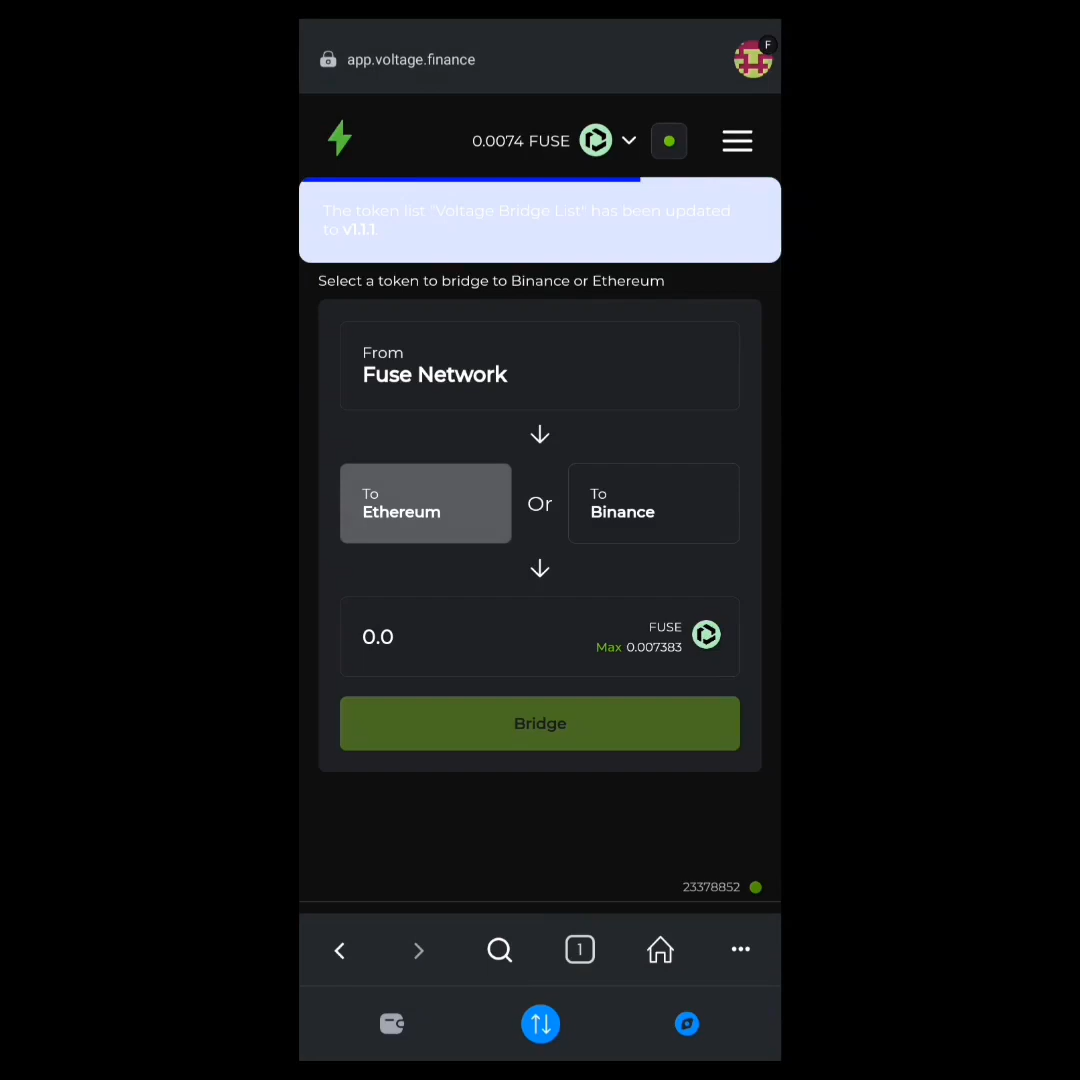 app.voltage.finance
F
0.0074 FUSE
The token list "Voltage Bridge List" has been updated
to v1.1.1.
Select a token to bridge to Binance or Ethereum
From
Fuse Network
To
Ethereum
Or
To
Binance
0.0
FUSE
Max 0.007383
Bridge
23378852
1